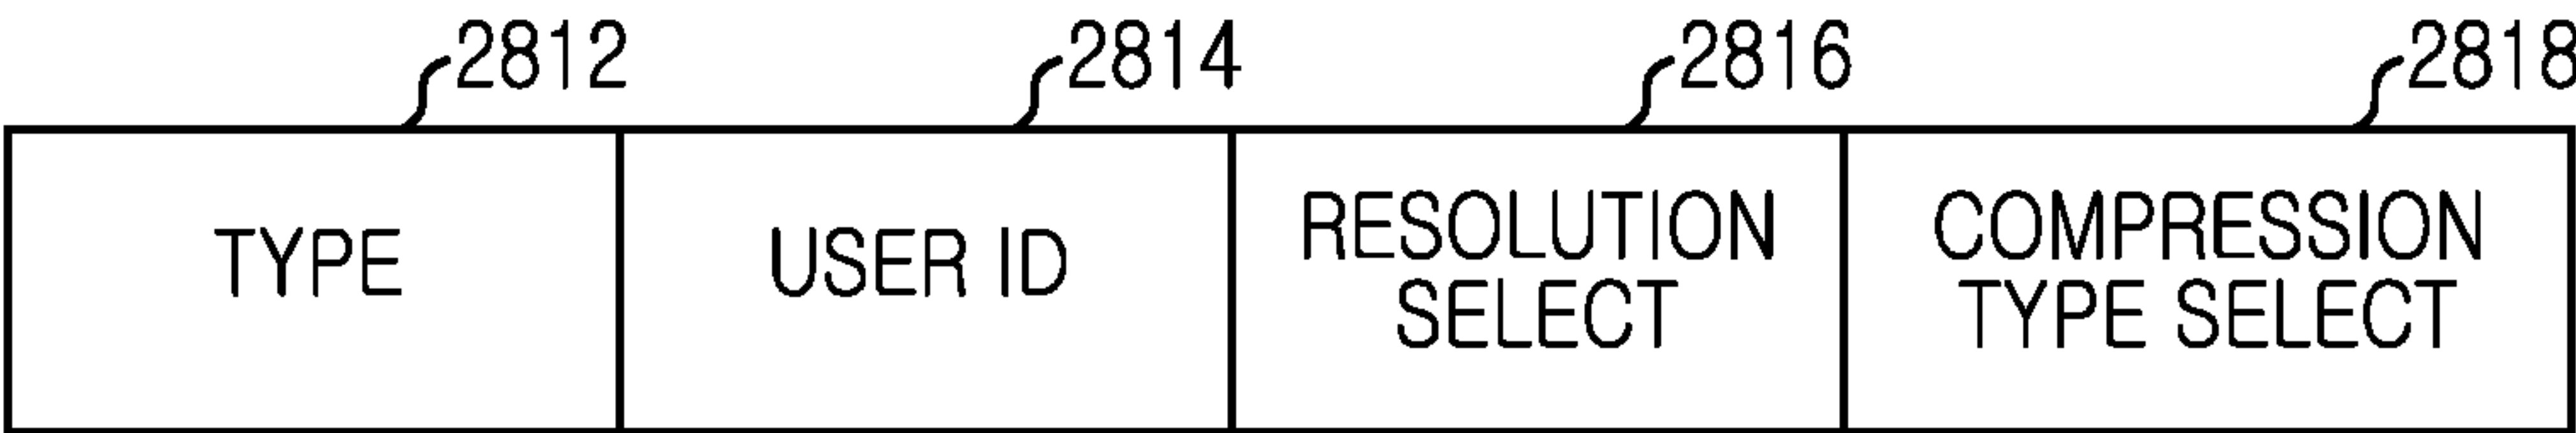 2812 2814 2816 2818
TYPE USER ID RESOLUTION SELECT COMPRESSION TYPE SELECT